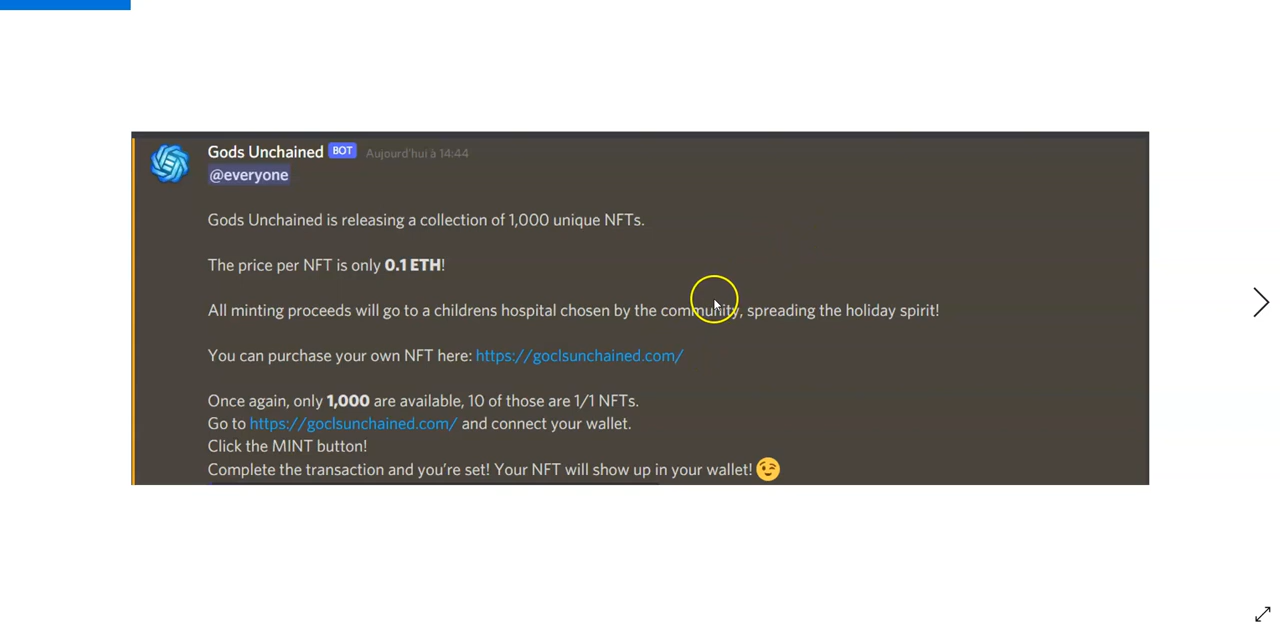 Gods Unchained BOT Aujourd'hui à 14:44
@everyone
Gods Unchained is releasing a collection of 1,000 unique NFTs.
The price per NFT is only 0.1 ETH!
All minting proceeds will go to a childrens hospital chosen by the community, spreading the holiday spirit!
You can purchase your own NFT here: https://goclsunchained.com/
Once again, only 1,000 are available, 10 of those are 1/1 NFTs.
Go to https://goclsunchained.com/ and connect your wallet.
Click the MINT button!
Complete the transaction and you're set! Your NFT will show up in your wallet! 😉